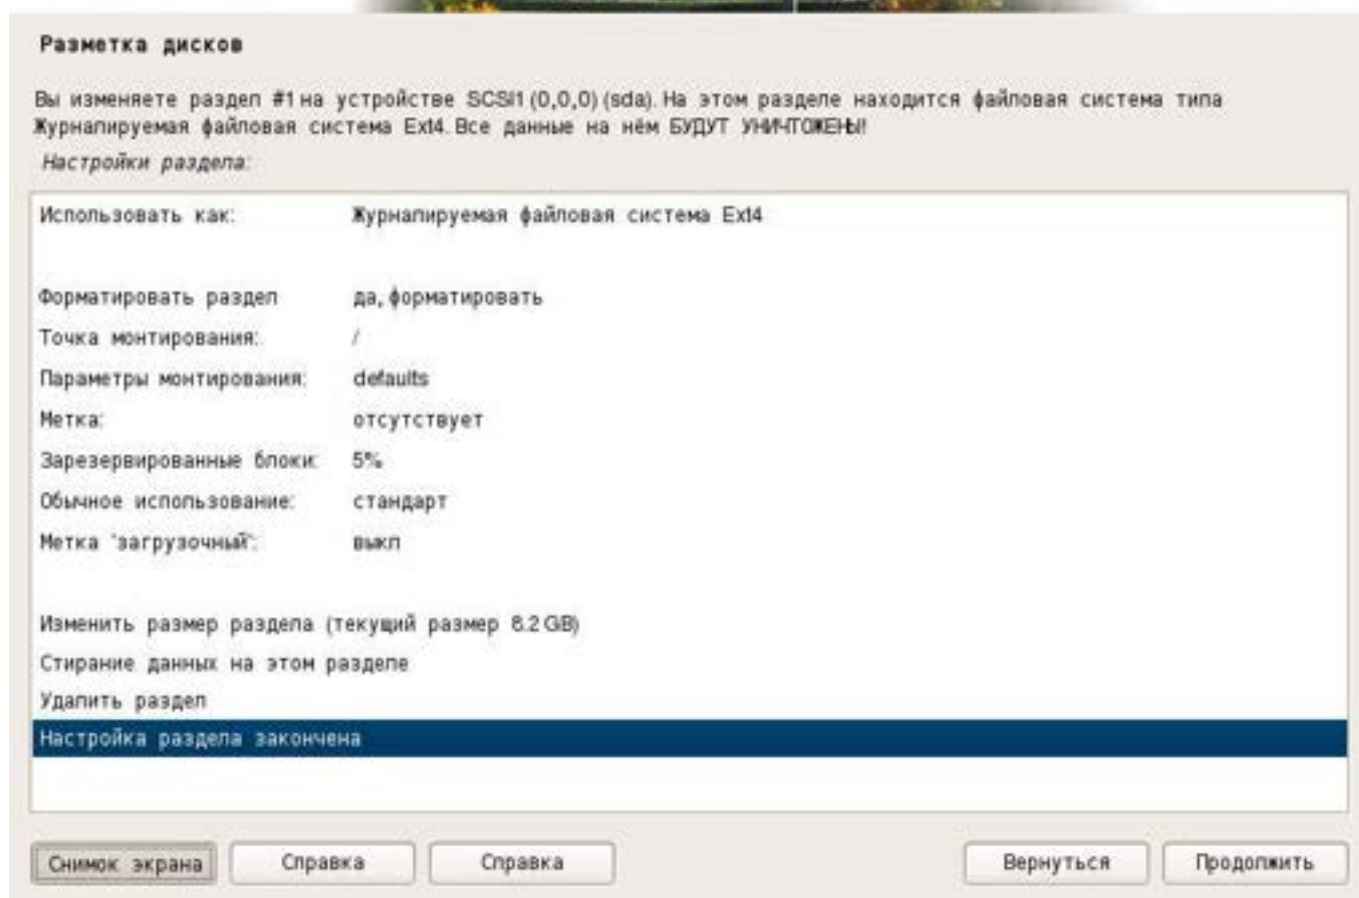 Разметка дисков
Вы изменяете раздел #1 на устройстве SCSI1 (0,0,0) (sda). На этом разделе находится файловая система типа
Журналируемая файловая система Ext4. Все данные на нём БУДУТ УНИЧТОЖЕНЫ!
Настройки раздела:
Использовать как: Журналируемая файловая система Ext4
Форматировать раздел да, форматировать
Точка монтирования: /
Параметры монтирования: defaults
Метка: отсутствует
Зарезервированные блоки: 5%
Обычное использование: стандарт
Метка 'загрузочный': выкл
Изменить размер раздела (текущий размер 8.2 GB)
Стирание данных на этом разделе
Удалить раздел
Настройка раздела закончена
Снимок экрана Справка Справка Вернуться Продолжить